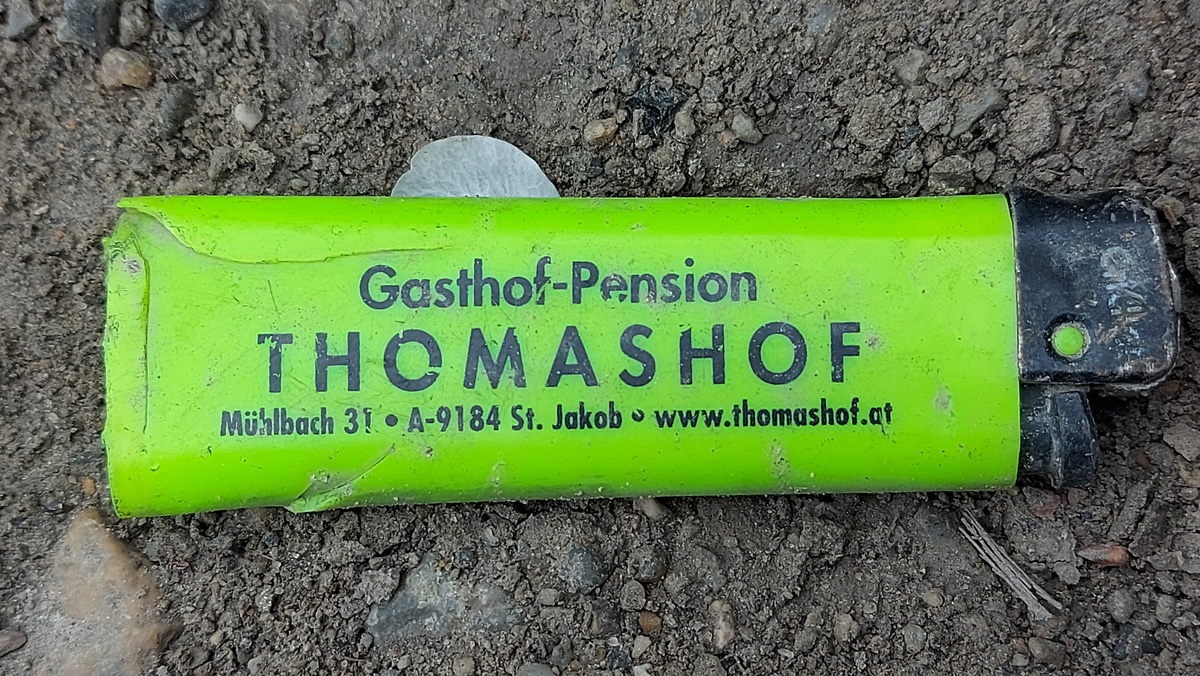 Gasthof-Pension
THOMASHOF
Mühlbach 31 • A-9184 St. Jakob • www.thomashof.at